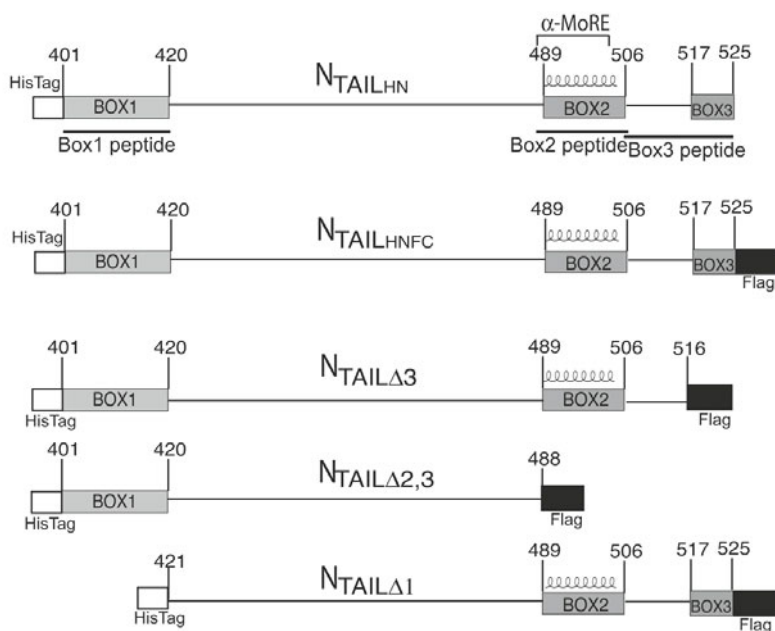 α-MoRE
401 420 489 506 517 525
HisTag NTAILHN
BOX1 BOX2 BOX3
Box1 peptide Box2 peptide Box3 peptide
401 420 489 506 517 525
HisTag NTAILHNFC
BOX1 BOX2 BOX3
Flag
401 420 489 506 516
NTAILΔ3
BOX1 BOX2
HisTag Flag
401 420 488
NTAILΔ2,3
BOX1
HisTag Flag
421 489 506 517 525
NTAILΔ1
BOX2 BOX3
HisTag Flag